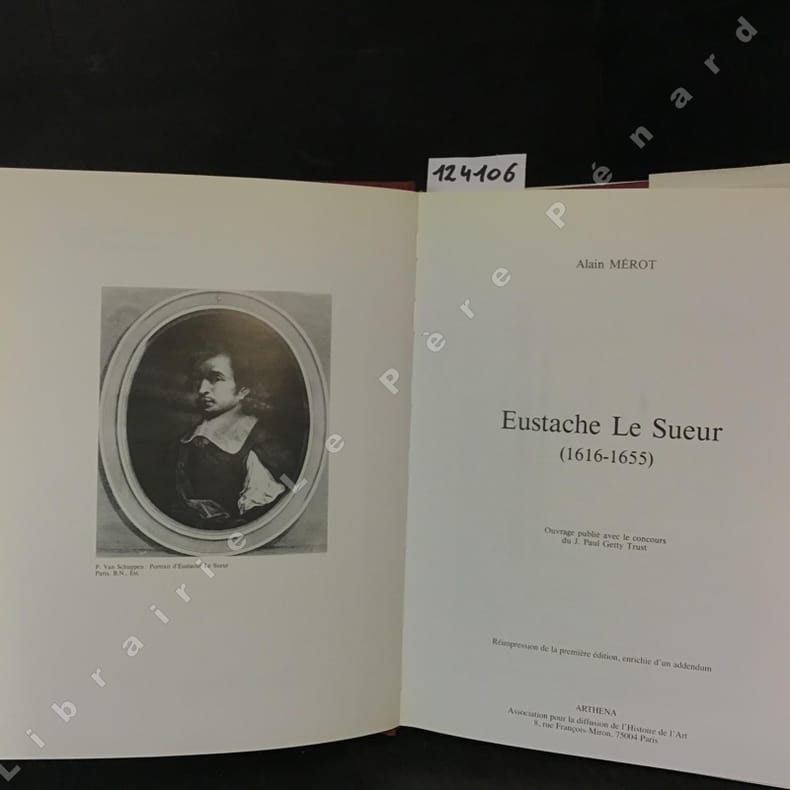 124106
Alain MÉROT
Eustache Le Sueur
(1616-1655)
Ouvrage publié avec le concours
du J. Paul Getty Trust
Réimpression de la première édition, enrichie d'un addendum
ARTHENA
Association pour la diffusion de l'Histoire de l'Art
8, rue François-Miron, 75004 Paris
P. Van Schuppen : Portrait d'Eustache Le Sueur
Paris. B.N., Est.
Librairie Le Père Pénard